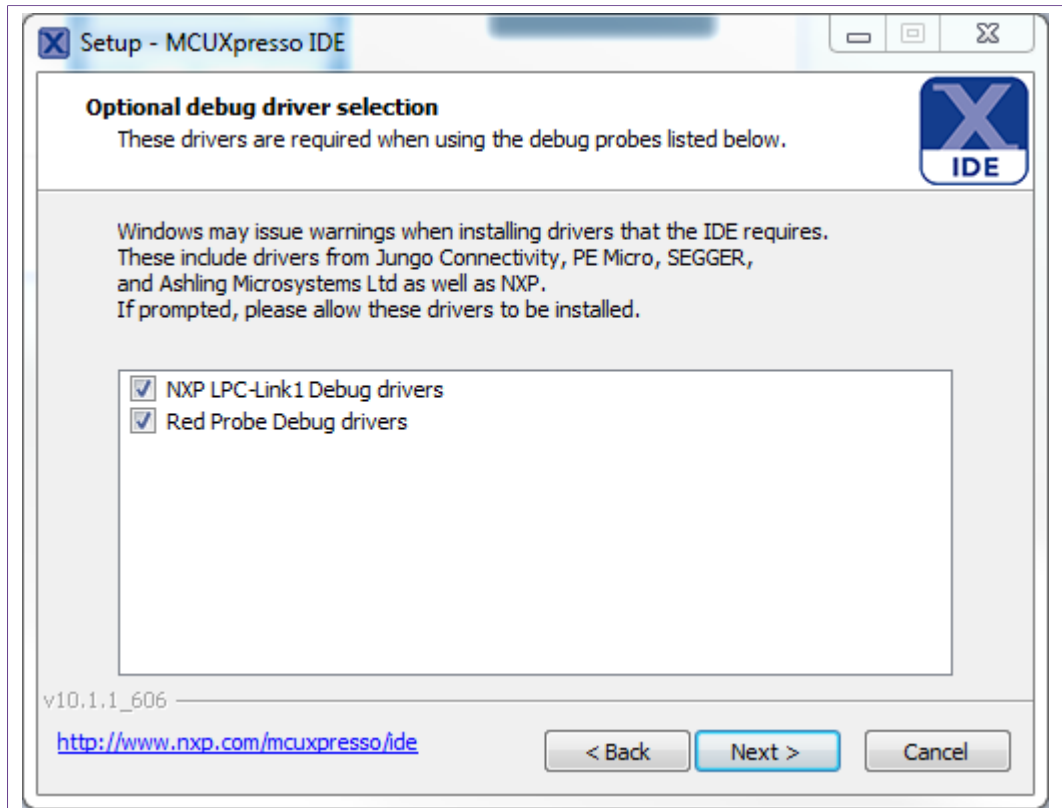 Setup - MCUXpresso IDE
Optional debug driver selection
These drivers are required when using the debug probes listed below.
X
IDE
Windows may issue warnings when installing drivers that the IDE requires.
These include drivers from Jungo Connectivity, PE Micro, SEGGER,
and Ashling Microsystems Ltd as well as NXP.
If prompted, please allow these drivers to be installed.
NXP LPC-Link1 Debug drivers
Red Probe Debug drivers
v10.1.1_606
http://www.nxp.com/mcuxpresso/ide
< Back
Next >
Cancel